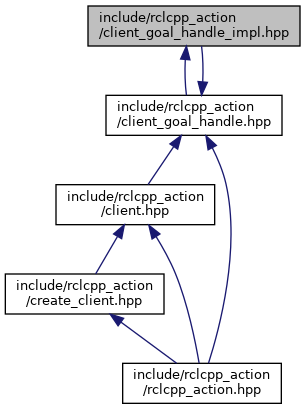 include/rclcpp_action
/client_goal_handle_impl.hpp
include/rclcpp_action
/client_goal_handle.hpp
include/rclcpp_action
/client.hpp
include/rclcpp_action
/create_client.hpp
include/rclcpp_action
/rclcpp_action.hpp